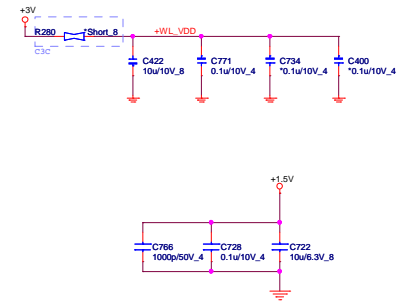 +3V
R280 *Short_8
C3C
+WL_VDD
C422
10u/10V_8
C771
0.1u/10V_4
C734
*0.1u/10V_4
C400
*0.1u/10V_4
+1.5V
C766
1000p/50V_4
C728
0.1u/10V_4
C722
10u/6.3V_8